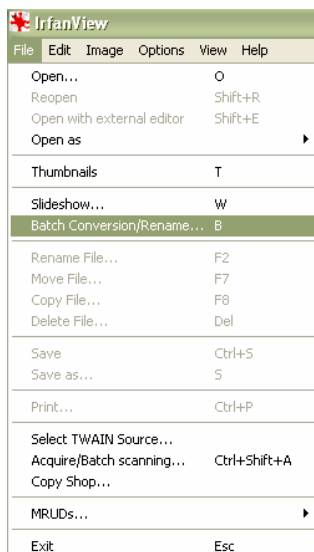 IrfanView
File Edit Image Options View Help
Open... O
Reopen Shift+R
Open with external editor Shift+E
Open as
Thumbnails T
Slideshow... W
Batch Conversion/Rename... B
Rename File... F2
Move File... F7
Copy File... F8
Delete File... Del
Save Ctrl+S
Save as... S
Print... Ctrl+P
Select TWAIN Source...
Acquire/Batch scanning... Ctrl+Shift+A
Copy Shop...
MRUDs...
Exit Esc